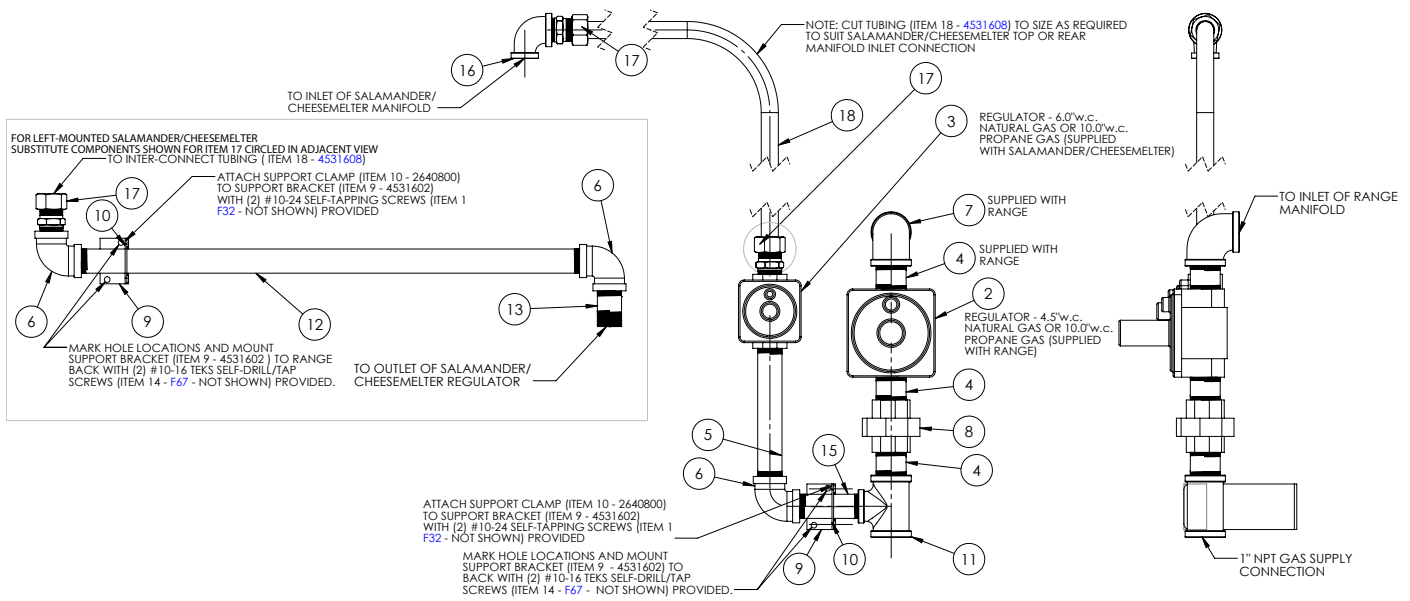 NOTE: CUT TUBING (ITEM 18 - 4531608) TO SIZE AS REQUIRED
TO SUIT SALAMANDER/CHEESEMELTER TOP OR REAR
MANIFOLD INLET CONNECTION
16
17
TO INLET OF SALAMANDER/
CHEESEMELTER MANIFOLD
17
18
3
REGULATOR - 6.0"w.c.
NATURAL GAS OR 10.0"w.c.
PROPANE GAS (SUPPLIED
WITH SALAMANDER/CHEESEMELTER)
FOR LEFT-MOUNTED SALAMANDER/CHEESEMELTER
SUBSTITUTE COMPONENTS SHOWN FOR ITEM 17 CIRCLED IN ADJACENT VIEW
TO INTER-CONNECT TUBING ( ITEM 18 - 4531608)
ATTACH SUPPORT CLAMP (ITEM 10 - 2640800)
TO SUPPORT BRACKET (ITEM 9 - 4531602)
WITH (2) #10-24 SELF-TAPPING SCREWS (ITEM 1
F32 - NOT SHOWN) PROVIDED
17
10
6
6
9
12
13
MARK HOLE LOCATIONS AND MOUNT
SUPPORT BRACKET (ITEM 9 - 4531602 ) TO RANGE
BACK WITH (2) #10-16 TEKS SELF-DRILL/TAP
SCREWS (ITEM 14 - F67 - NOT SHOWN) PROVIDED.
TO OUTLET OF SALAMANDER/
CHEESEMELTER REGULATOR
7
SUPPLIED WITH
RANGE
4
SUPPLIED WITH
RANGE
2
REGULATOR - 4.5"w.c.
NATURAL GAS OR 10.0"w.c.
PROPANE GAS (SUPPLIED
WITH RANGE)
TO INLET OF RANGE
MANIFOLD
4
8
5
15
4
6
ATTACH SUPPORT CLAMP (ITEM 10 - 2640800)
TO SUPPORT BRACKET (ITEM 9 - 4531602)
WITH (2) #10-24 SELF-TAPPING SCREWS (ITEM 1
F32 - NOT SHOWN) PROVIDED
MARK HOLE LOCATIONS AND MOUNT
SUPPORT BRACKET (ITEM 9 - 4531602) TO
BACK WITH (2) #10-16 TEKS SELF-DRILL/TAP
SCREWS (ITEM 14 - F67 - NOT SHOWN) PROVIDED.
9
10
11
1" NPT GAS SUPPLY
CONNECTION